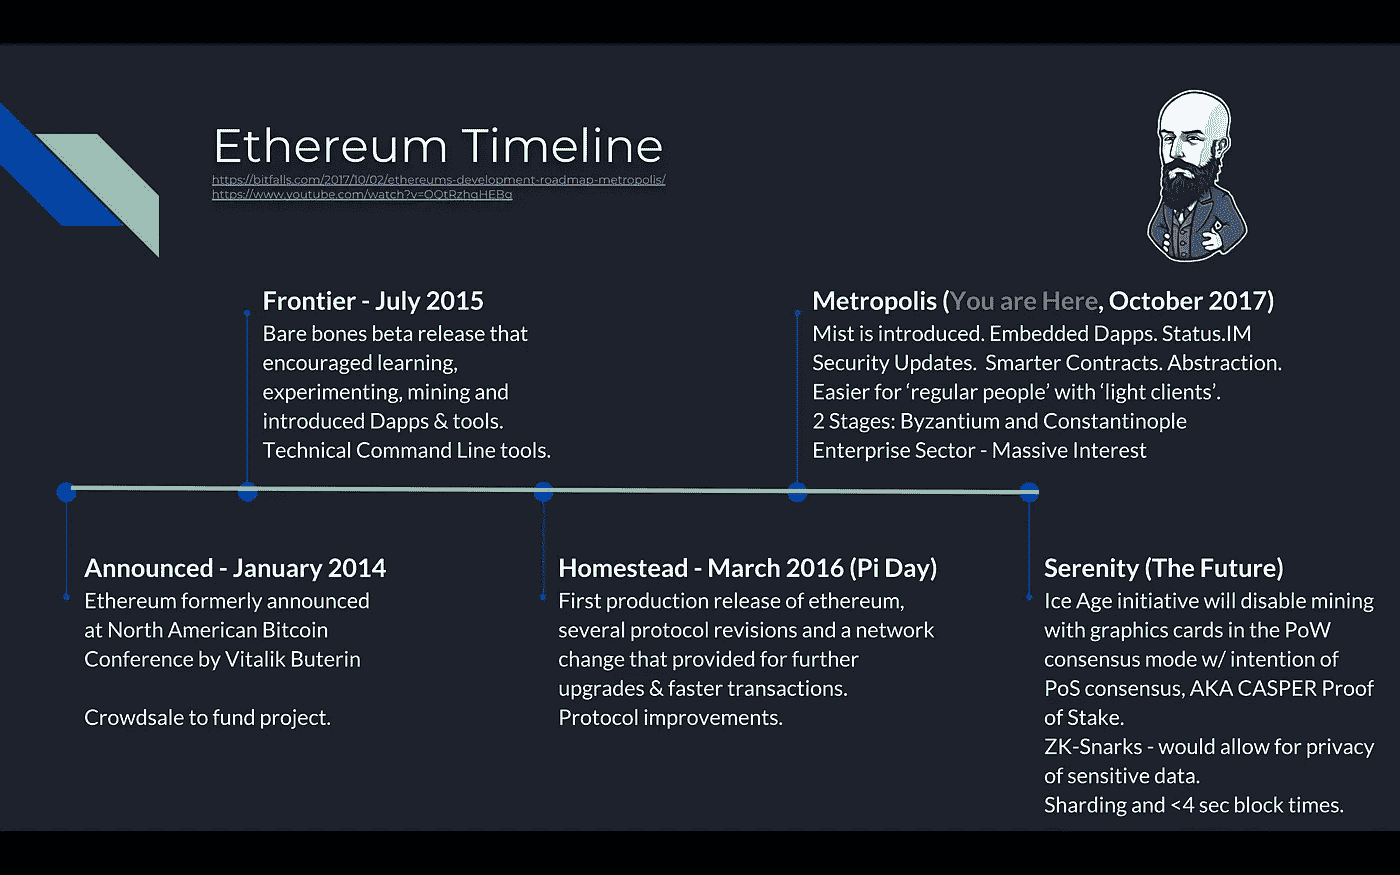 Ethereum Timeline
https://bitfalls.com/2017/10/02/ethereums-development-roadmap-metropolis/
https://www.youtube.com/watch?v=OQtRzhqHEBg
Frontier - July 2015
Bare bones beta release that
encouraged learning,
experimenting, mining and
introduced Dapps & tools.
Technical Command Line tools.
Metropolis (You are Here, October 2017)
Mist is introduced. Embedded Dapps. Status.IM
Security Updates.  Smarter Contracts. Abstraction.
Easier for ‘regular people’ with ‘light clients’.
2 Stages: Byzantium and Constantinople
Enterprise Sector - Massive Interest
Announced - January 2014
Ethereum formerly announced
at North American Bitcoin
Conference by Vitalik Buterin
Crowdsale to fund project.
Homestead - March 2016 (Pi Day)
First production release of ethereum,
several protocol revisions and a network
change that provided for further
upgrades & faster transactions.
Protocol improvements.
Serenity (The Future)
Ice Age initiative will disable mining
with graphics cards in the PoW
consensus mode w/ intention of
PoS consensus, AKA CASPER Proof
of Stake.
ZK-Snarks - would allow for privacy
of sensitive data.
Sharding and <4 sec block times.